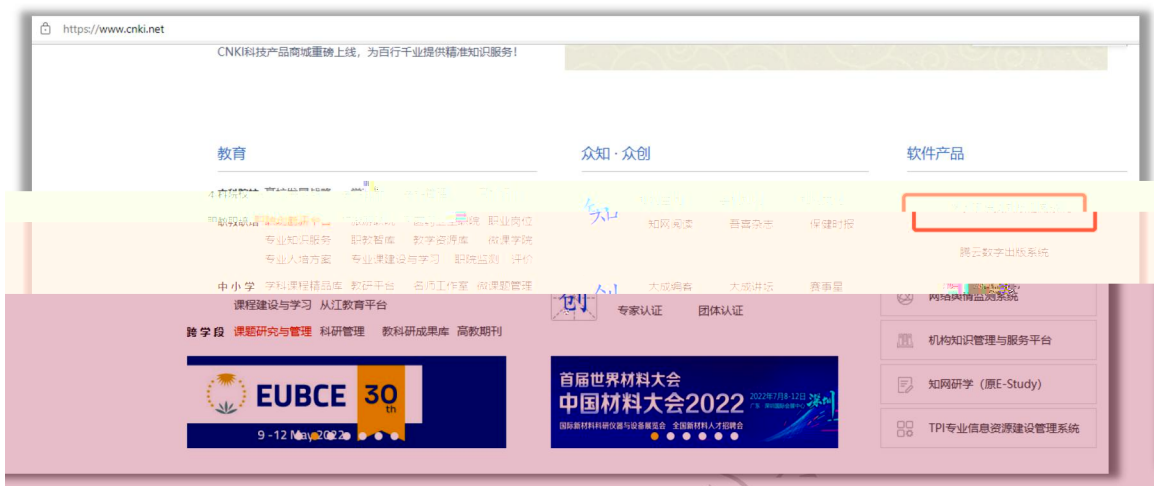 https://www.cnki.net
CNKI科技产品商城重磅上线，为百行千业提供精准知识服务！
教育
众知·众创
软件产品
知
知网阅读 吾喜杂志 保健时报
职业岗位
专业知识服务 职教智库 教学资源库 微课学院
专业人培方案 专业课建设与学习 职院监测 评价
腾云数字出版系统
中小学 学科课程精品库 教研平台 名师工作室 微课题管理
创
大成编客 大成讲坛 赛事星
课程建设与学习 从江教育平台
专家认证 团体认证
网络舆情监测系统
跨学段 课题研究与管理 科研管理 教科研成果库 高教期刊
机构知识管理与服务平台
EUBCE 30th
9-12 May 2022
首届世界材料大会
中国材料大会2022
2022年7月8-12日
深圳
国际新材料科研仪器与设备展览会 全国新材料人才招聘会
知网研学（原E-Study）
TPI专业信息资源建设管理系统